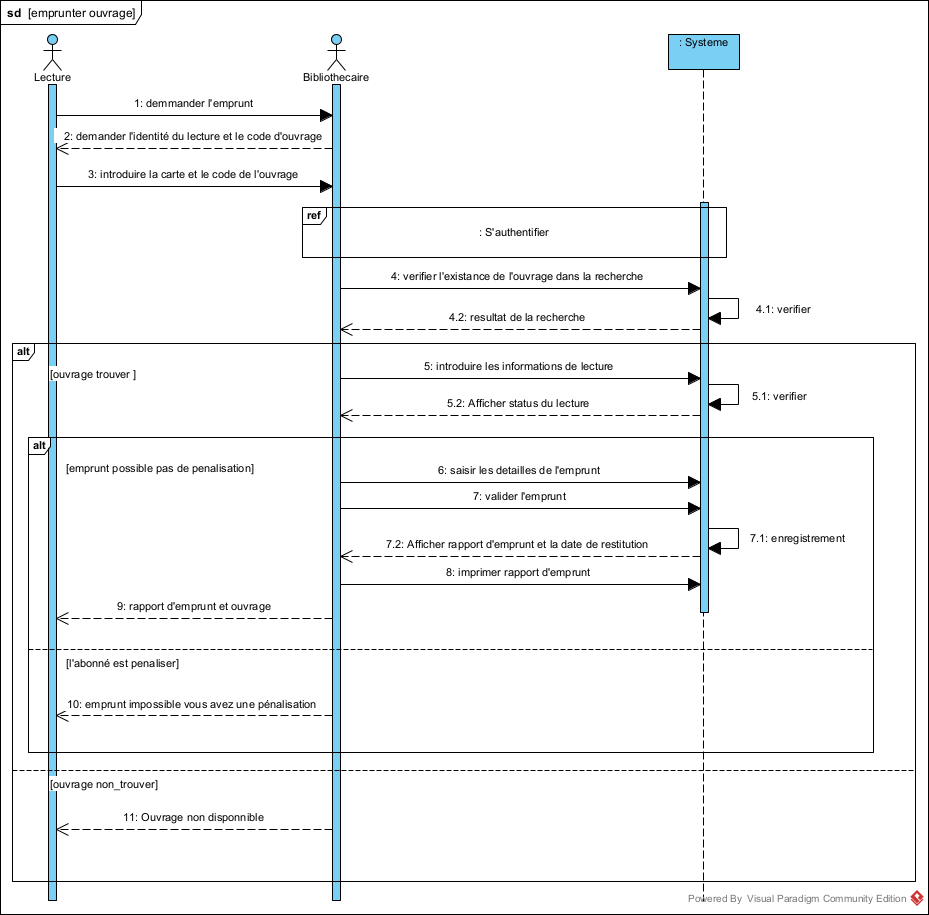 sd [emprunter ouvrage]
Lecture
Bibliothecaire
: Systeme
1: demmander l'emprunt
2: demander l'identité du lecture et le code d'ouvrage
3: introduire la carte et le code de l'ouvrage
ref
: S'authentifier
4: verifier l'existance de l'ouvrage dans la recherche
4.1: verifier
4.2: resultat de la recherche
alt
[ouvrage trouver ]
5: introduire les informations de lecture
5.1: verifier
5.2: Afficher status du lecture
alt
[emprunt possible pas de penalisation]
6: saisir les detailles de l'emprunt
7: valider l'emprunt
7.1: enregistrement
7.2: Afficher rapport d'emprunt et la date de restitution
8: imprimer rapport d'emprunt
9: rapport d'emprunt et ouvrage
[l'abonné est penaliser]
10: emprunt impossible vous avez une pénalisation
[ouvrage non_trouver]
11: Ouvrage non disponnible
Powered By Visual Paradigm Community Edition